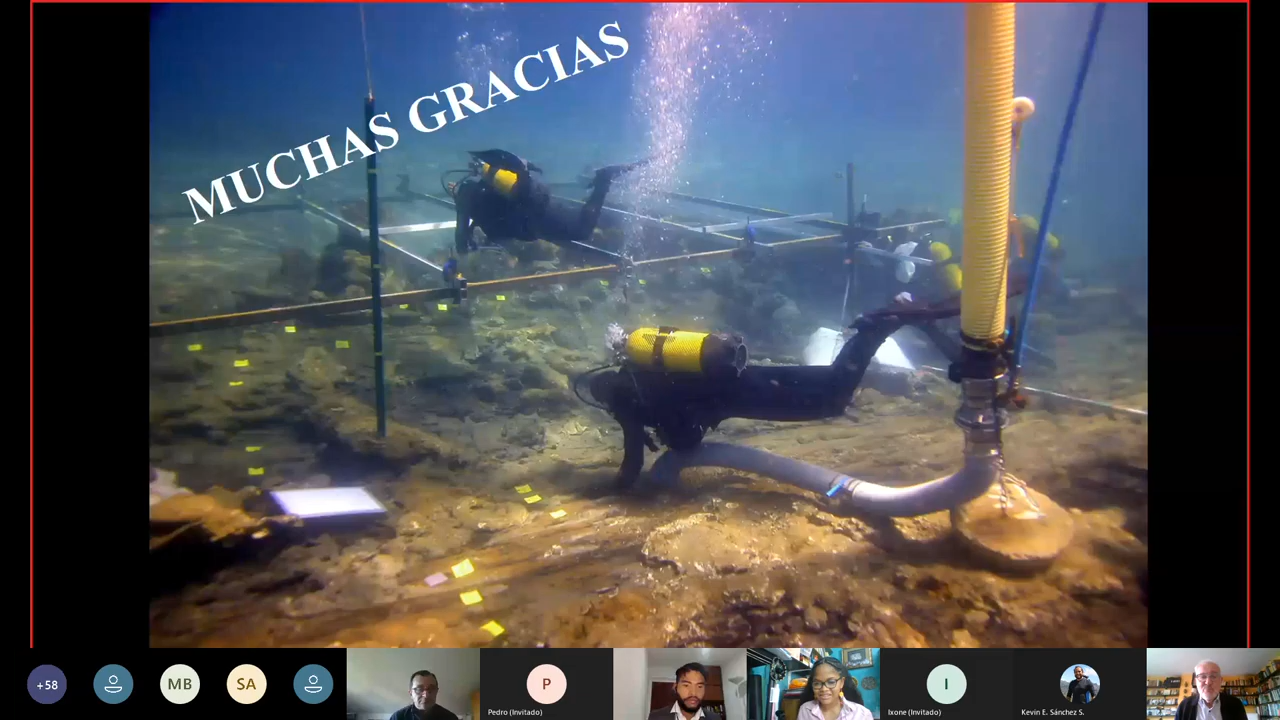 MUCHAS GRACIAS
+58
MB
SA
P
Pedro (Invitado)
I
Ixone (Invitado)
Kevin E. Sánchez S.